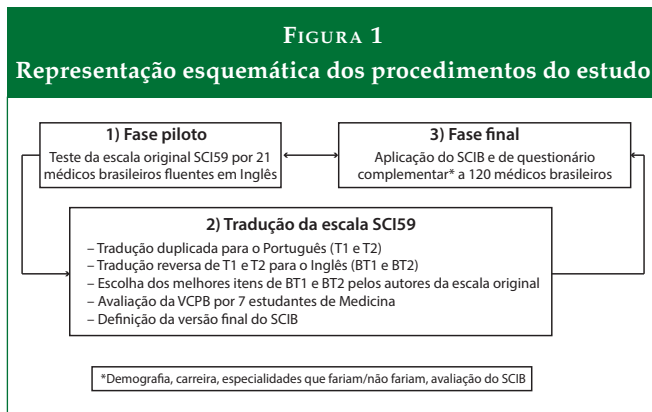 FIGURA 1
Representação esquemática dos procedimentos do estudo
1) Fase piloto
Teste da escala original SCI59 por 21
médicos brasileiros fluentes em Inglês
3) Fase final
Aplicação do SCIB e de questionário
complementar* a 120 médicos brasileiros
2) Tradução da escala SCI59
– Tradução duplicada para o Português (T1 e T2)
– Tradução reversa de T1 e T2 para o Inglês (BT1 e BT2)
– Escolha dos melhores itens de BT1 e BT2 pelos autores da escala original
– Avaliação da VCPB por 7 estudantes de Medicina
– Definição da versão final do SCIB
*Demografia, carreira, especialidades que fariam/não fariam, avaliação do SCIB